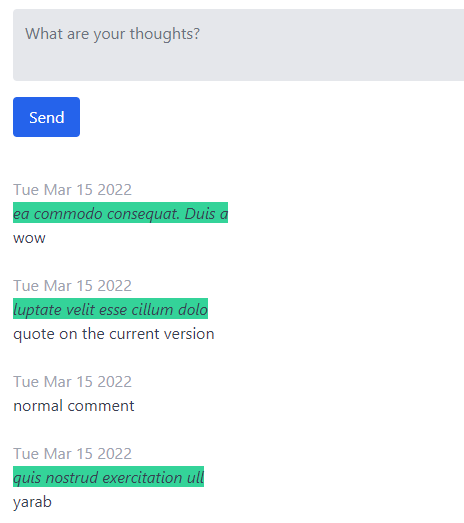 What are your thoughts?
Send
Tue Mar 15 2022
ea commodo consequat. Duis a
wow
Tue Mar 15 2022
luptate velit esse cillum dolo
quote on the current version
Tue Mar 15 2022
normal comment
Tue Mar 15 2022
quis nostrud exercitation ull
yarab